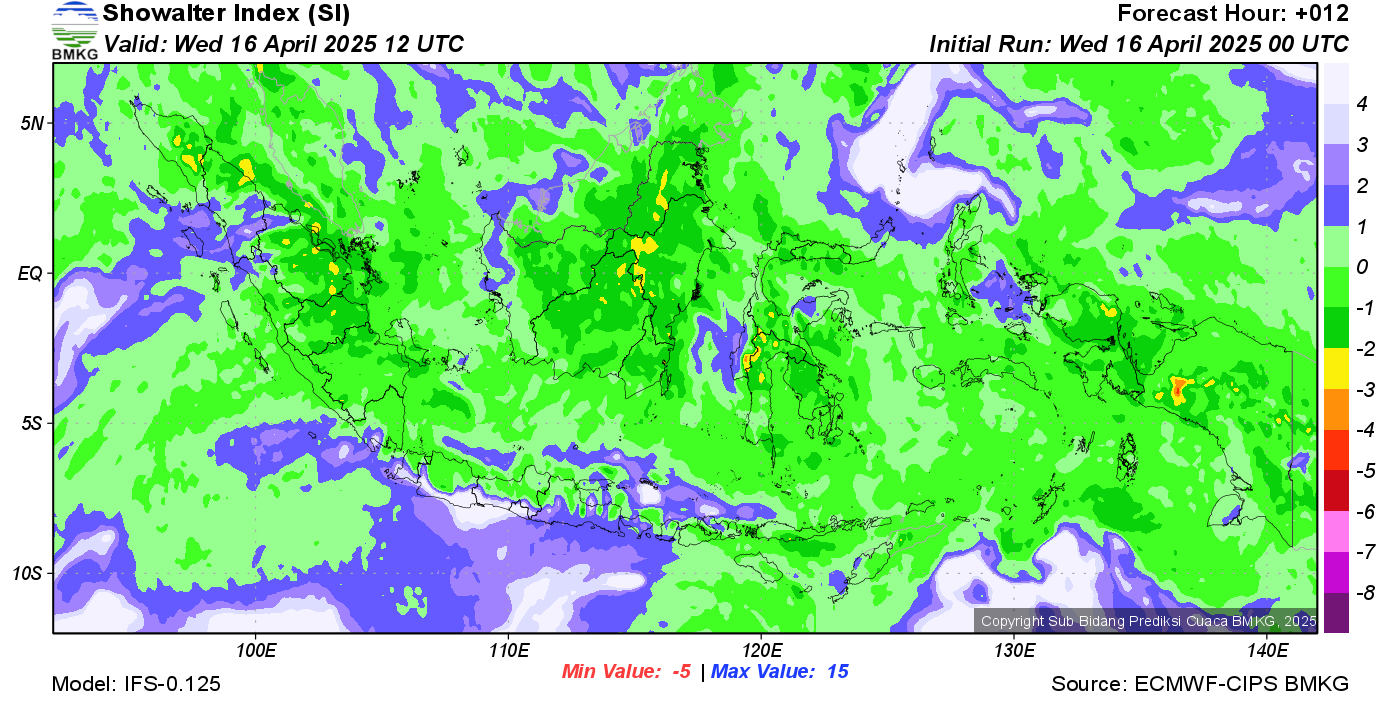 Showalter Index (SI)
Forecast Hour: +012
BMKG
Valid: Wed 16 April 2025 12 UTC
Initial Run: Wed 16 April 2025 00 UTC
5N
EQ
5S
10S
4
3
2
1
0
-1
-2
-3
-4
-5
-6
-7
-8
Copyright Sub Bidang Prediksi Cuaca BMKG, 2025
100E
110E
120E
130E
140E
Min Value: -5 | Max Value: 15
Model: IFS-0.125
Source: ECMWF-CIPS BMKG